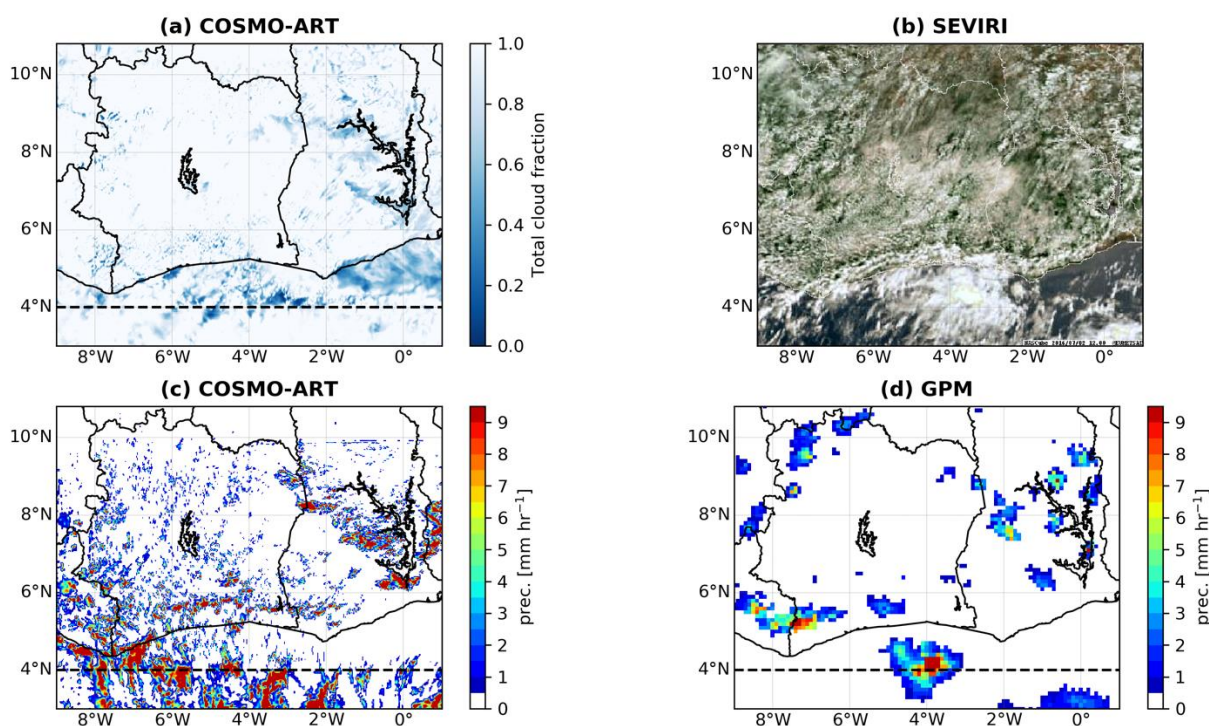 (a) COSMO-ART
(b) SEVIRI
10°N
8°N
6°N
4°N
8°W 6°W 4°W 2°W 0°
1.0
0.8
0.6
0.4
0.2
0.0
Total cloud fraction
10°N
8°N
6°N
4°N
8°W 6°W 4°W 2°W 0°
(c) COSMO-ART
(d) GPM
10°N
8°N
6°N
4°N
8°W 6°W 4°W 2°W 0°
9
8
7
6
5
4
3
2
1
0
prec. [mm hr⁻¹]
10°N
8°N
6°N
4°N
8°W 6°W 4°W 2°W 0°
9
8
7
6
5
4
3
2
1
0
prec. [mm hr⁻¹]